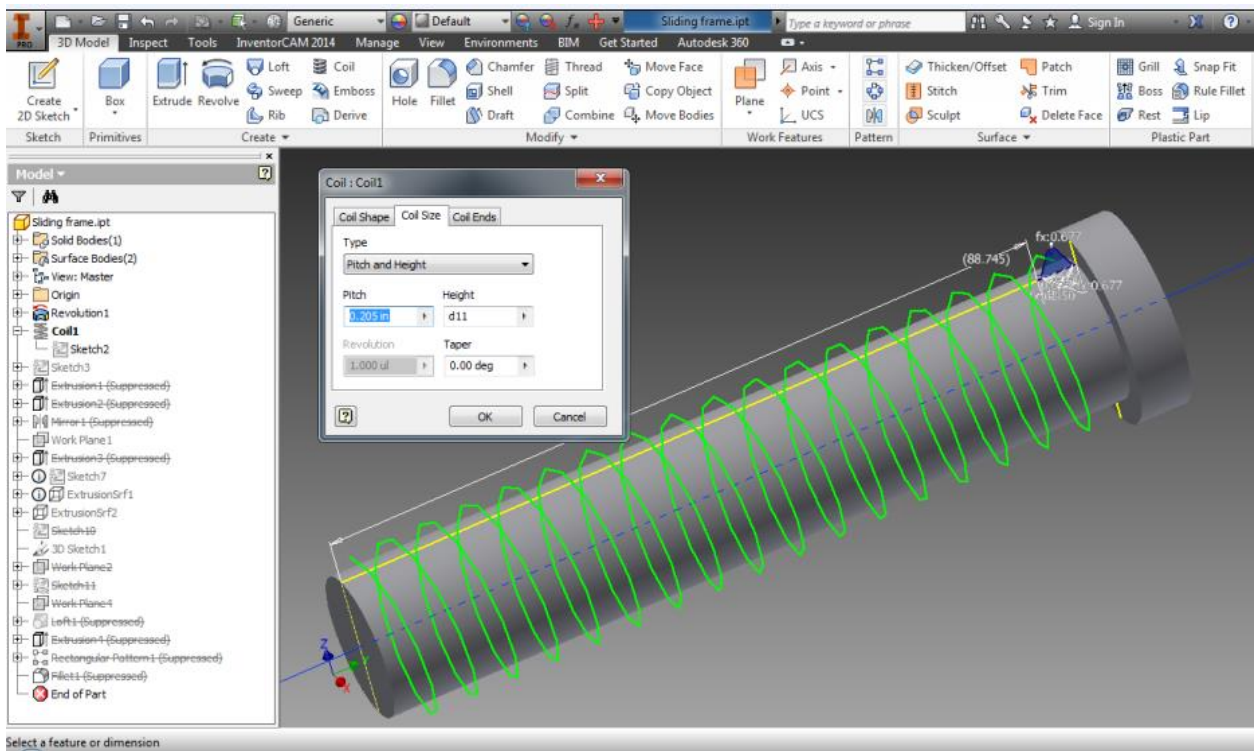 Generic
Default
Sliding frame.ipt
Type a keyword or phrase
Sign In
PRO
3D Model Inspect Tools InventorCAM 2014 Manage View Environments BIM Get Started Autodesk 360
Loft Coil Chamfer Thread Move Face Axis Thicken/Offset Patch Grill Snap Fit
Sweep Emboss Shell Split Copy Object Point Stitch Trim Boss Rule Fillet
Create 2D Sketch Box Extrude Revolve Hole Fillet Plane
Rib Derive Draft Combine Move Bodies UCS Sculpt Delete Face Rest Lip
Sketch Primitives Create Modify Work Features Pattern Surface Plastic Part
Model
Sliding frame.ipt
Solid Bodies(1)
Surface Bodies(2)
View: Master
Origin
Revolution1
Coil1
Sketch2
Sketch3
Extrusion1 (Suppressed)
Extrusion2 (Suppressed)
Mirror1 (Suppressed)
Work Plane1
Extrusion3 (Suppressed)
Sketch7
ExtrusionSrf1
ExtrusionSrf2
Sketch10
3D Sketch1
Work Plane2
Sketch11
Work Plane4
Loft1 (Suppressed)
Extrusion4 (Suppressed)
Rectangular Pattern1 (Suppressed)
Fillet1 (Suppressed)
End of Part
Coil : Coil1
Coil Shape Coil Size Coil Ends
Type
Pitch and Height
Pitch Height
0.205 in d11
Revolution Taper
1.000 ul 0.00 deg
OK Cancel
fx:0.677
(88.745)
Z
Y
X
Select a feature or dimension